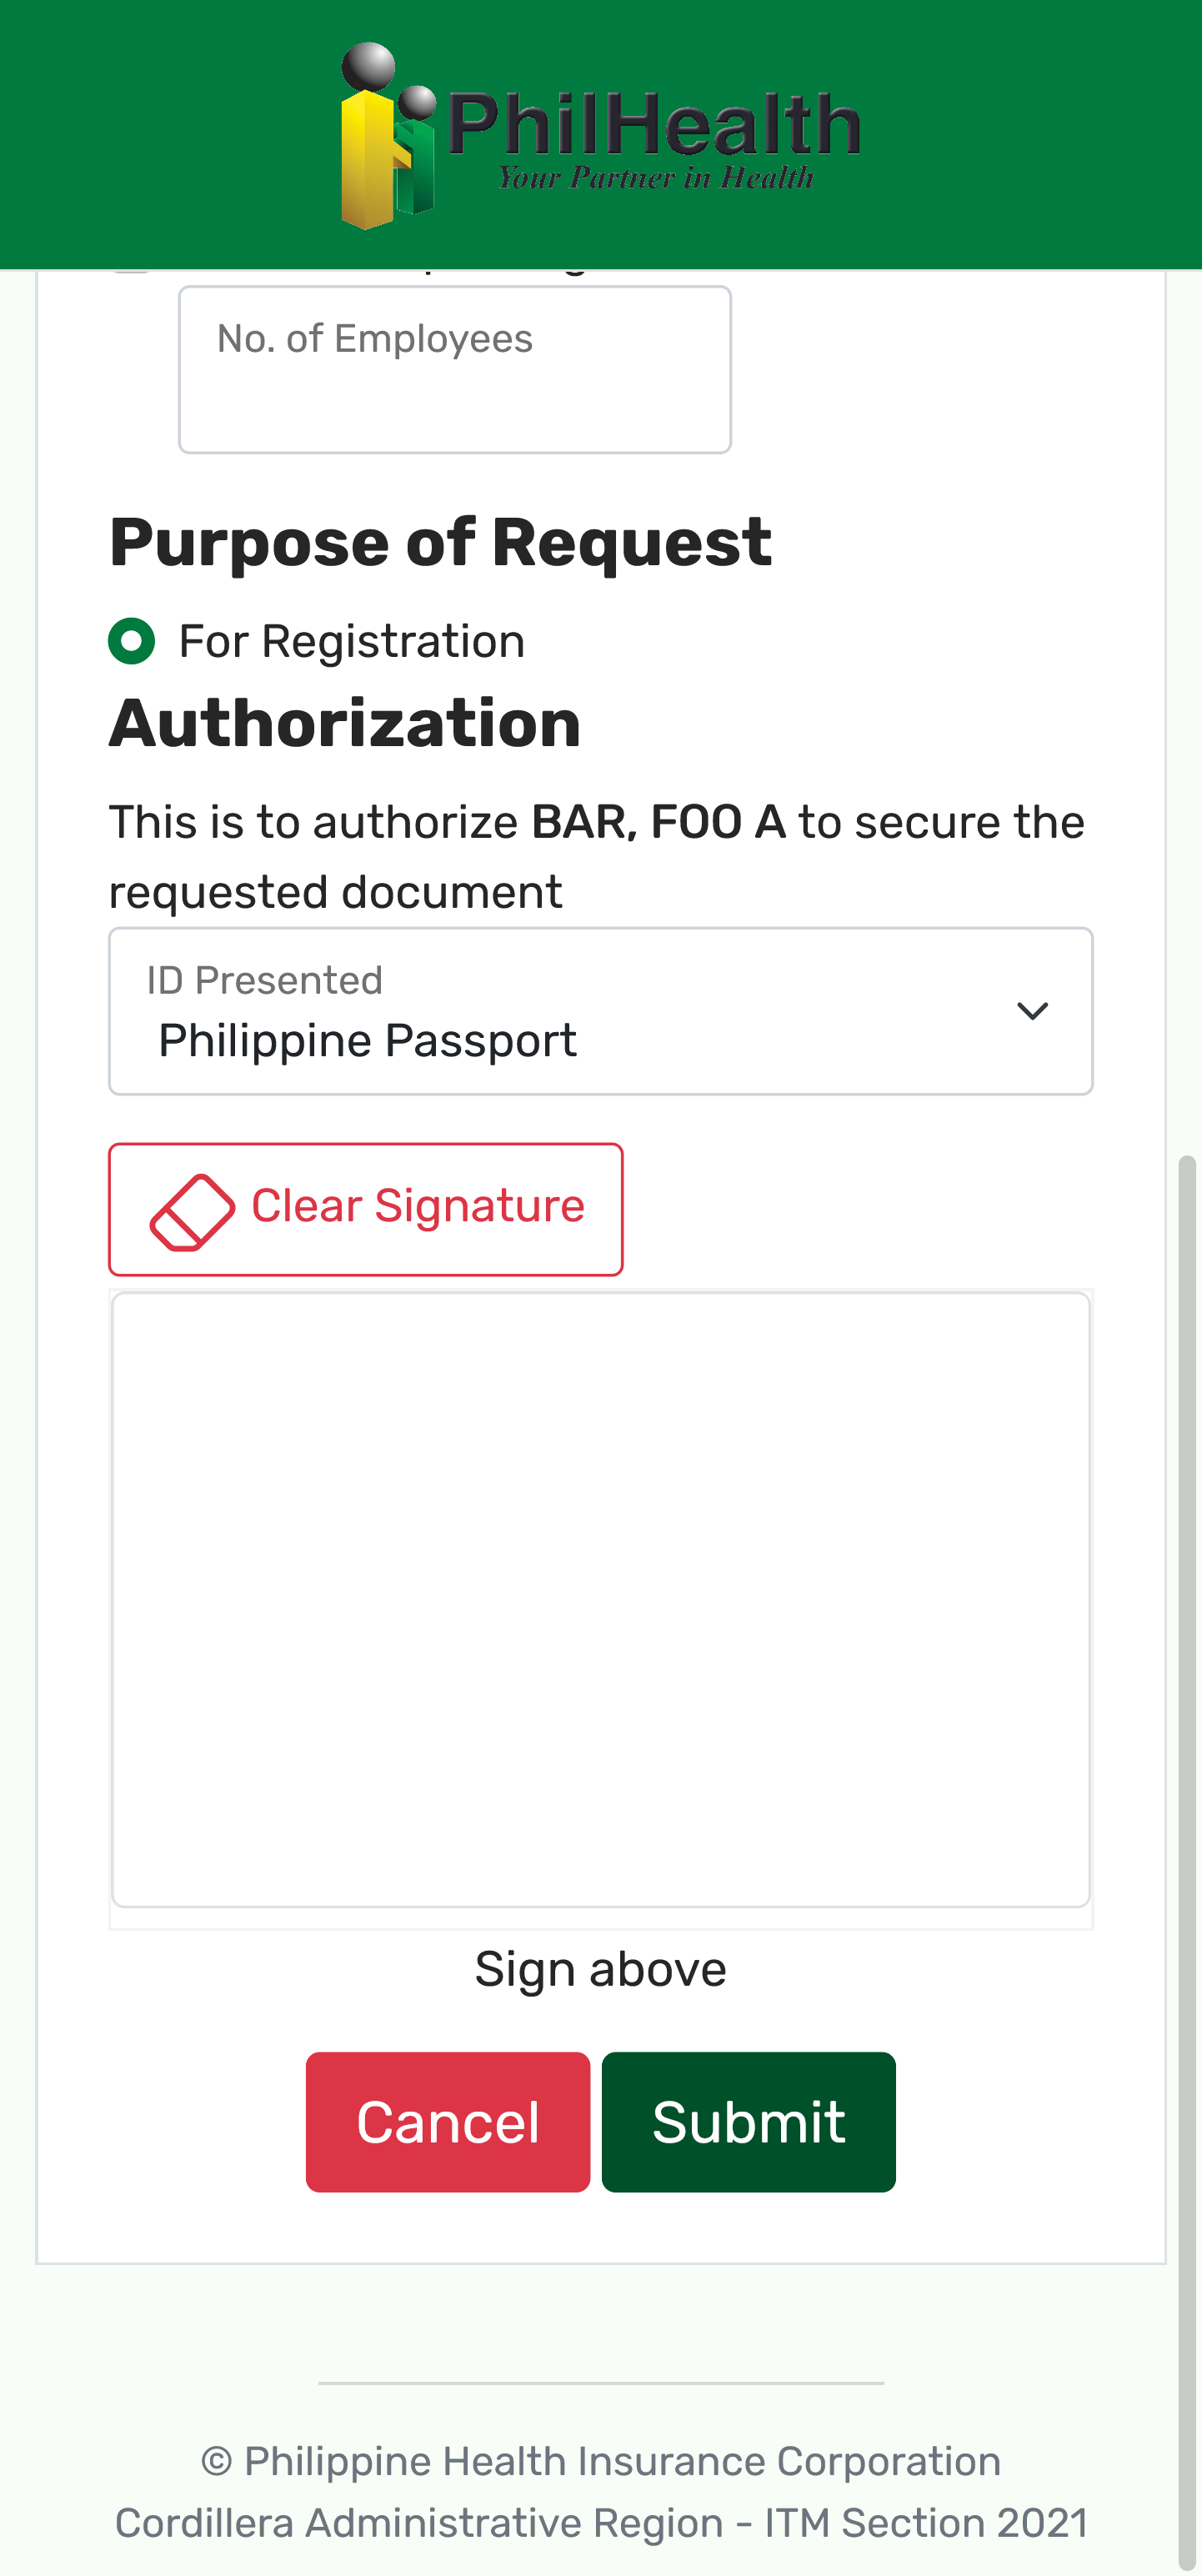 PhilHealth
Your Partner in Health
No. of Employees
Purpose of Request
For Registration
Authorization
This is to authorize BAR, FOO A to secure the
requested document
ID Presented
Philippine Passport
Clear Signature
Sign above
Cancel
Submit
© Philippine Health Insurance Corporation
Cordillera Administrative Region - ITM Section 2021